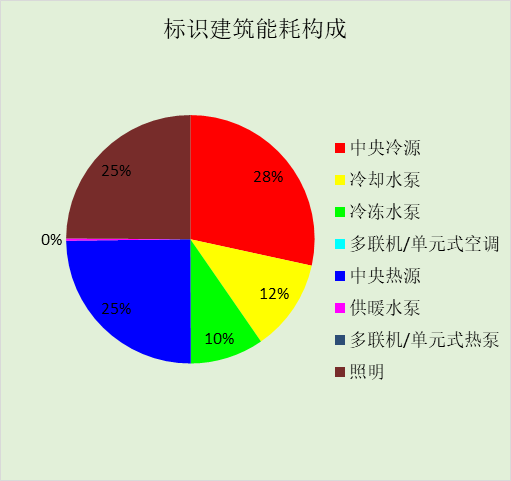 标识建筑能耗构成
28%
12%
10%
25%
0%
25%
中央冷源
冷却水泵
冷冻水泵
多联机/单元式空调
中央热源
供暖水泵
多联机/单元式热泵
照明